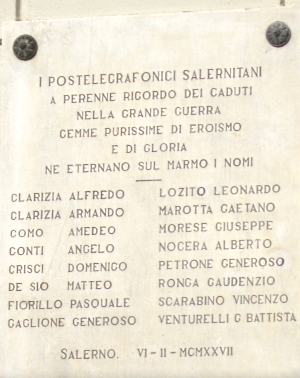 I POSTELEGRAFONICI SALERNITANI
A PERENNE RICORDO DEI CADUTI
NELLA GRANDE GUERRA
GEMME PURISSIME DI EROISMO
E DI GLORIA
NE ETERNANO SUL MARMO I NOMI
CLARIZIA ALFREDO
CLARIZIA ARMANDO
COMO AMEDEO
CONTI ANGELO
CRISCI DOMENICO
DE SIO MATTEO
FIORILLO PASQUALE
GAGLIONE GENEROSO
LOZITO LEONARDO
MAROTTA GAETANO
MORESE GIUSEPPE
NOCERA ALBERTO
PETRONE GENEROSO
RONGA GAUDENZIO
SCARABINO VINCENZO
VENTURELLI G BATTISTA
SALERNO. VI-II-MCMXXVII